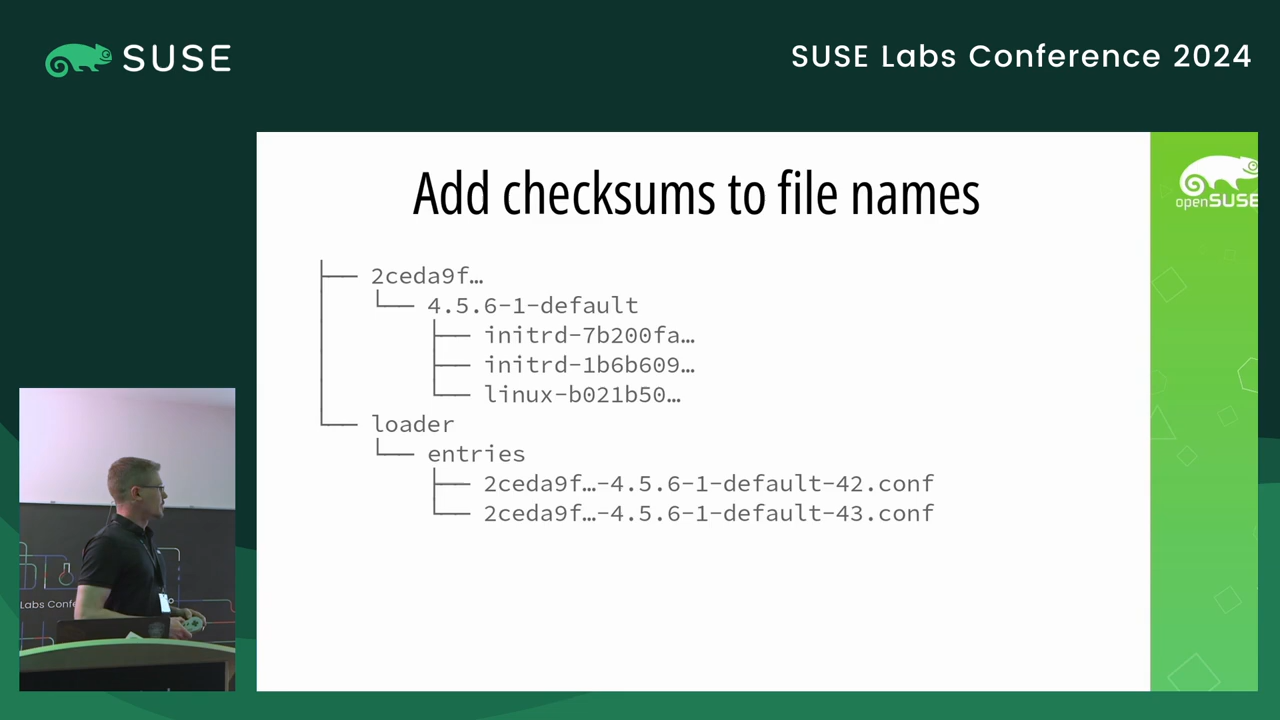 SUSE
SUSE Labs Conference 2024
Add checksums to file names
openSUSE
├── 2ceda9f…
└── 4.5.6-1-default
├── initrd-7b200fa…
├── initrd-1b6b609…
└── linux-b021b50…
└── loader
└── entries
├── 2ceda9f…-4.5.6-1-default-42.conf
└── 2ceda9f…-4.5.6-1-default-43.conf
Labs Confe